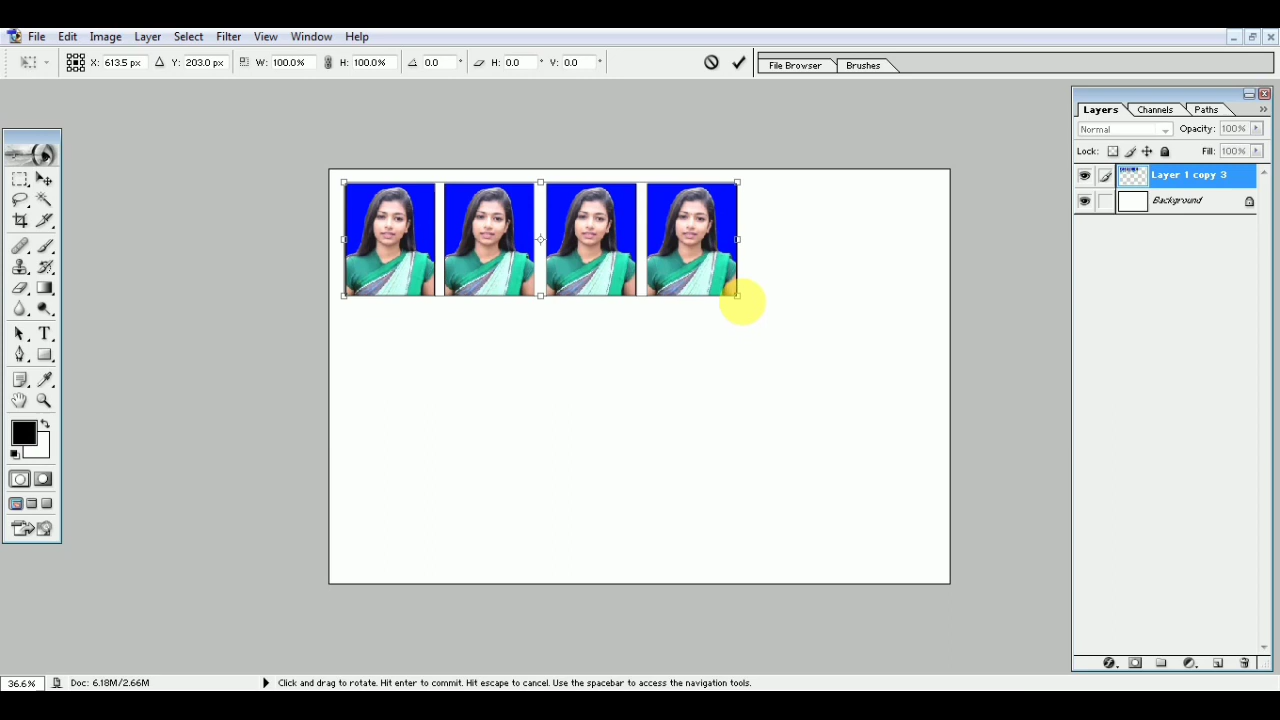 File Edit Image Layer Select Filter View Window Help
X: 613.5 px Y: 203.0 px W: 100.0% H: 100.0% 0.0 ° H: 0.0 ° V: 0.0 °
File Browser Brushes
Layers Channels Paths
Normal Opacity: 100%
Lock: Fill: 100%
Layer 1 copy 3
Background
T
36.6% Doc: 6.18M/2.66M Click and drag to rotate. Hit enter to commit. Hit escape to cancel. Use the spacebar to access the navigation tools.